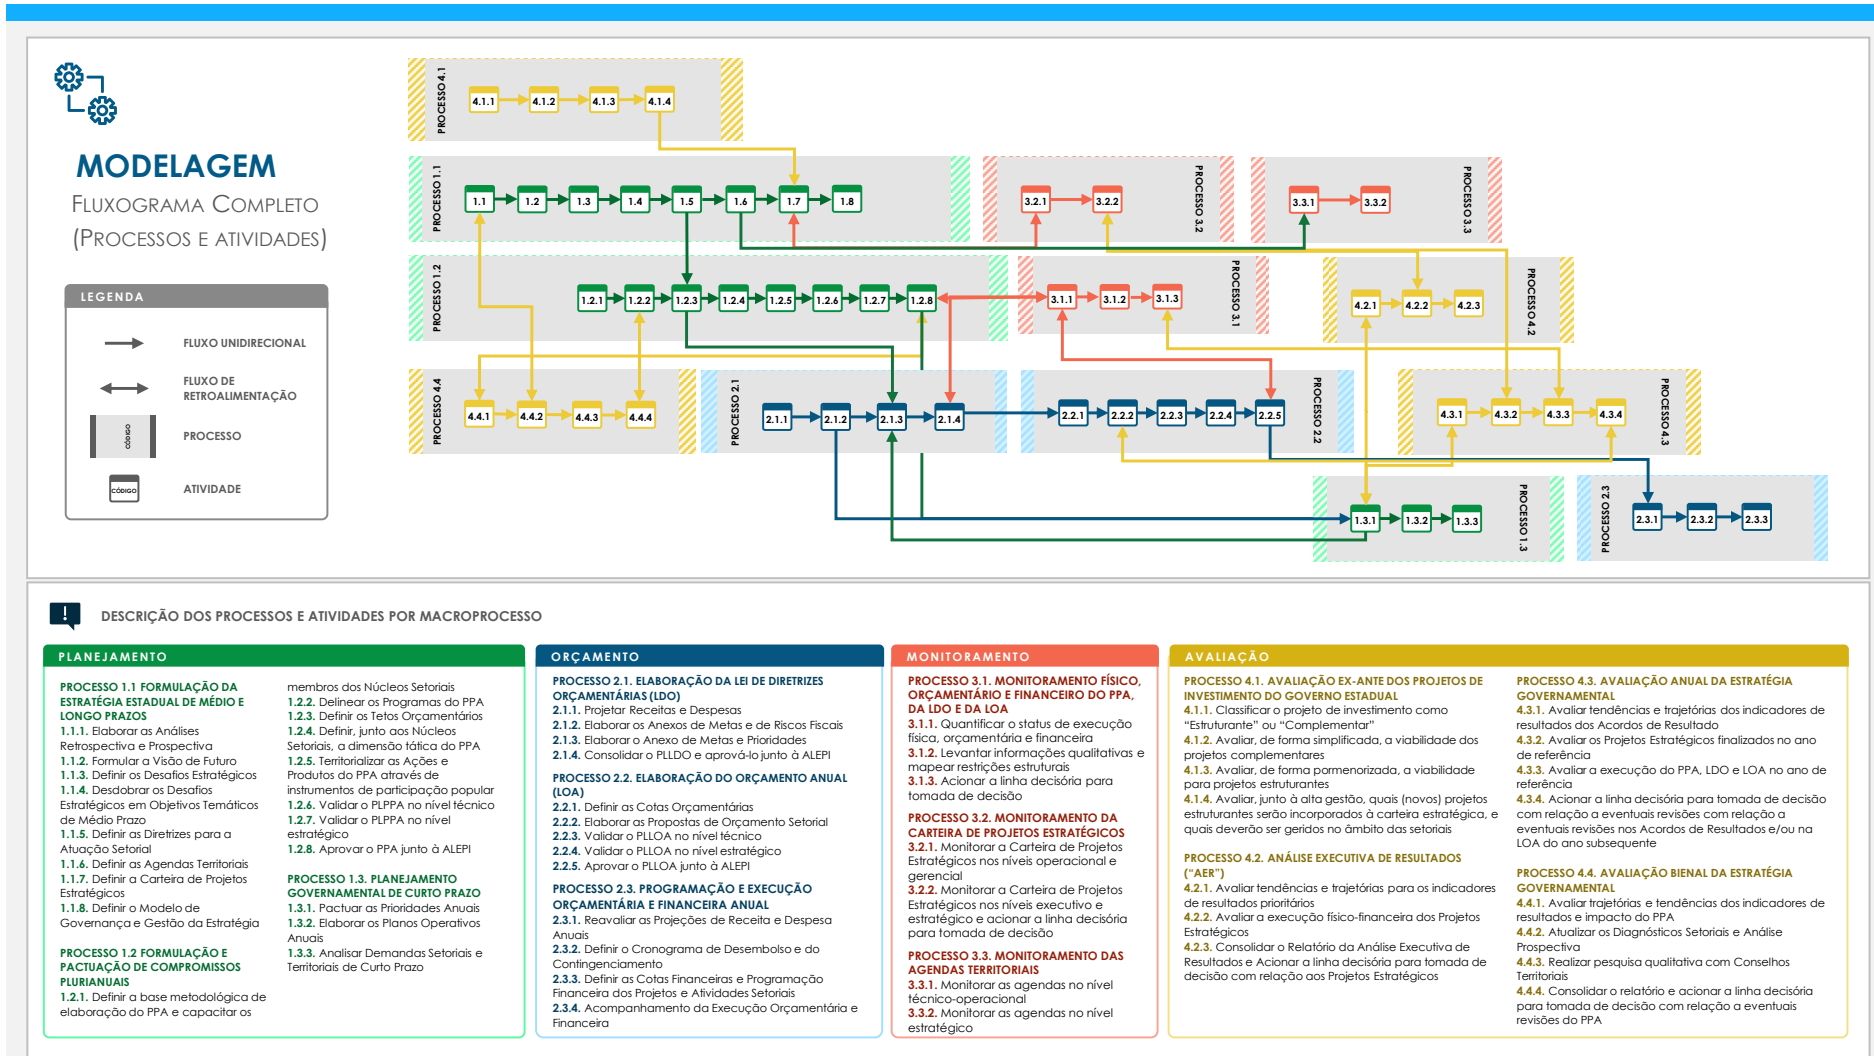 MODELAGEM
FLUXOGRAMA COMPLETO
(PROCESSOS E ATIVIDADES)
LEGENDA
FLUXO UNIDIRECIONAL
FLUXO DE
RETROALIMENTAÇÃO
CÓDIGO
PROCESSO
CÓDIGO
ATIVIDADE
PROCESSO 4.1
4.1.1
4.1.2
4.1.3
4.1.4
PROCESSO 1.1
1.1
1.2
1.3
1.4
1.5
1.6
1.7
1.8
3.2.1
3.2.2
PROCESSO 3.2
3.3.1
3.3.2
PROCESSO 3.3
PROCESSO 1.2
1.2.1
1.2.2
1.2.3
1.2.4
1.2.5
1.2.6
1.2.7
1.2.8
3.1.1
3.1.2
3.1.3
PROCESSO 3.1
4.2.1
4.2.2
4.2.3
PROCESSO 4.2
PROCESSO 4.4
4.4.1
4.4.2
4.4.3
4.4.4
PROCESSO 2.1
2.1.1
2.1.2
2.1.3
2.1.4
2.2.1
2.2.2
2.2.3
2.2.4
2.2.5
PROCESSO 2.2
4.3.1
4.3.2
4.3.3
4.3.4
PROCESSO 4.3
1.3.1
1.3.2
1.3.3
PROCESSO 1.3
PROCESSO 2.3
2.3.1
2.3.2
2.3.3
DESCRIÇÃO DOS PROCESSOS E ATIVIDADES POR MACROPROCESSO
PLANEJAMENTO
PROCESSO 1.1 FORMULAÇÃO DA
ESTRATÉGIA ESTADUAL DE MÉDIO E
LONGO PRAZOS
1.1.1. Elaborar as Análises
Retrospectiva e Prospectiva
1.1.2. Formular a Visão de Futuro
1.1.3. Definir os Desafios Estratégicos
1.1.4. Desdobrar os Desafios
Estratégicos em Objetivos Temáticos
de Médio Prazo
1.1.5. Definir as Diretrizes para a
Atuação Setorial
1.1.6. Definir as Agendas Territoriais
1.1.7. Definir a Carteira de Projetos
Estratégicos
1.1.8. Definir o Modelo de
Governança e Gestão da Estratégia
PROCESSO 1.2 FORMULAÇÃO E
PACTUAÇÃO DE COMPROMISSOS
PLURIANUAIS
1.2.1. Definir a base metodológica de
elaboração do PPA e capacitar os
membros dos Núcleos Setoriais
1.2.2. Delinear os Programas do PPA
1.2.3. Definir os Tetos Orçamentários
1.2.4. Definir, junto aos Núcleos
Setoriais, a dimensão tática do PPA
1.2.5. Territorializar as Ações e
Produtos do PPA através de
instrumentos de participação popular
1.2.6. Validar o PLPPA no nível técnico
1.2.7. Validar o PLPPA no nível
estratégico
1.2.8. Aprovar o PPA junto à ALEPI
PROCESSO 1.3. PLANEJAMENTO
GOVERNAMENTAL DE CURTO PRAZO
1.3.1. Pactuar as Prioridades Anuais
1.3.2. Elaborar os Planos Operativos
Anuais
1.3.3. Analisar Demandas Setoriais e
Territoriais de Curto Prazo
ORÇAMENTO
PROCESSO 2.1. ELABORAÇÃO DA LEI DE DIRETRIZES
ORÇAMENTÁRIAS (LDO)
2.1.1. Projetar Receitas e Despesas
2.1.2. Elaborar os Anexos de Metas e de Riscos Fiscais
2.1.3. Elaborar o Anexo de Metas e Prioridades
2.1.4. Consolidar o PLLDO e aprová-lo junto à ALEPI
PROCESSO 2.2. ELABORAÇÃO DO ORÇAMENTO ANUAL
(LOA)
2.2.1. Definir as Cotas Orçamentárias
2.2.2. Elaborar as Propostas de Orçamento Setorial
2.2.3. Validar o PLLOA no nível técnico
2.2.4. Validar o PLLOA no nível estratégico
2.2.5. Aprovar o PLLOA junto à ALEPI
PROCESSO 2.3. PROGRAMAÇÃO E EXECUÇÃO
ORÇAMENTÁRIA E FINANCEIRA ANUAL
2.3.1. Reavaliar as Projeções de Receita e Despesa
Anuais
2.3.2. Definir o Cronograma de Desembolso e do
Contingenciamento
2.3.3. Definir as Cotas Financeiras e Programação
Financeira dos Projetos e Atividades Setoriais
2.3.4. Acompanhamento da Execução Orçamentária e
Financeira
MONITORAMENTO
PROCESSO 3.1. MONITORAMENTO FÍSICO,
ORÇAMENTÁRIO E FINANCEIRO DO PPA,
DA LDO E DA LOA
3.1.1. Quantificar o status de execução
física, orçamentária e financeira
3.1.2. Levantar informações qualitativas e
mapear restrições estruturais
3.1.3. Acionar a linha decisória para
tomada de decisão
PROCESSO 3.2. MONITORAMENTO DA
CARTEIRA DE PROJETOS ESTRATÉGICOS
3.2.1. Monitorar a Carteira de Projetos
Estratégicos nos níveis operacional e
gerencial
3.2.2. Monitorar a Carteira de Projetos
Estratégicos nos níveis executivo e
estratégico e acionar a linha decisória
para tomada de decisão
PROCESSO 3.3. MONITORAMENTO DAS
AGENDAS TERRITORIAIS
3.3.1. Monitorar as agendas no nível
técnico-operacional
3.3.2. Monitorar as agendas no nível
estratégico
AVALIAÇÃO
PROCESSO 4.1. AVALIAÇÃO EX-ANTE DOS PROJETOS DE
INVESTIMENTO DO GOVERNO ESTADUAL
4.1.1. Classificar o projeto de investimento como
“Estruturante” ou “Complementar”
4.1.2. Avaliar, de forma simplificada, a viabilidade dos
projetos complementares
4.1.3. Avaliar, de forma pormenorizada, a viabilidade
para projetos estruturantes
4.1.4. Avaliar, junto à alta gestão, quais (novos) projetos
estruturantes serão incorporados à carteira estratégica, e
quais deverão ser geridos no âmbito das setoriais
PROCESSO 4.2. ANÁLISE EXECUTIVA DE RESULTADOS
(“AER”)
4.2.1. Avaliar tendências e trajetórias para os indicadores
de resultados prioritários
4.2.2. Avaliar a execução físico-financeira dos Projetos
Estratégicos
4.2.3. Consolidar o Relatório da Análise Executiva de
Resultados e Acionar a linha decisória para tomada de
decisão com relação aos Projetos Estratégicos
PROCESSO 4.3. AVALIAÇÃO ANUAL DA ESTRATÉGIA
GOVERNAMENTAL
4.3.1. Avaliar tendências e trajetórias dos indicadores de
resultados dos Acordos de Resultado
4.3.2. Avaliar os Projetos Estratégicos finalizados no ano
de referência
4.3.3. Avaliar a execução do PPA, LDO e LOA no ano de
referência
4.3.4. Acionar a linha decisória para tomada de decisão
com relação a eventuais revisões com relação a
eventuais revisões nos Acordos de Resultados e/ou na
LOA do ano subsequente
PROCESSO 4.4. AVALIAÇÃO BIENAL DA ESTRATÉGIA
GOVERNAMENTAL
4.4.1. Avaliar trajetórias e tendências dos indicadores de
resultados e impacto do PPA
4.4.2. Atualizar os Diagnósticos Setoriais e Análise
Prospectiva
4.4.3. Realizar pesquisa qualitativa com Conselhos
Territoriais
4.4.4. Consolidar o relatório e acionar a linha decisória
para tomada de decisão com relação a eventuais
revisões do PPA